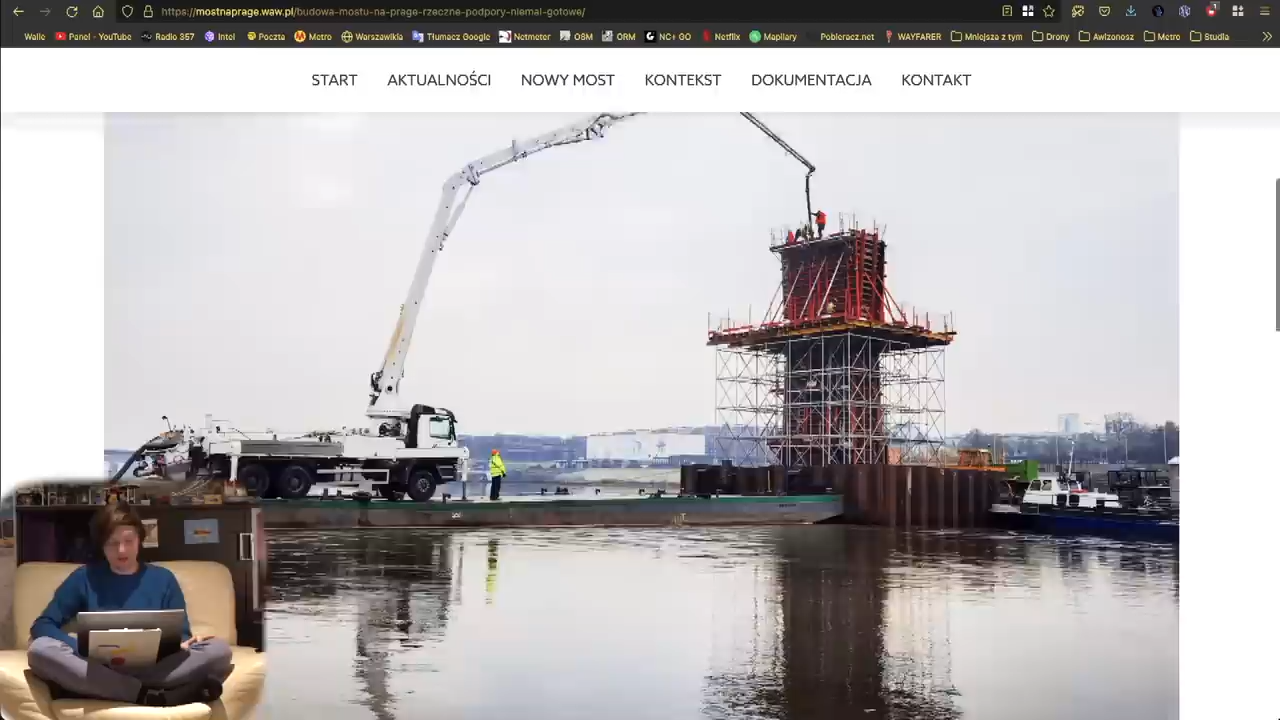 https://mostnaprage.waw.pl/budowa-mostu-na-prage-rzeczne-podpory-niemal-gotowe/
Walle Panel - YouTube Radio 357 Intel Poczta Metro Warszawikia Tłumacz Google Netmeter OSM ORM NC+ GO Netflix Mapillary Pobieracz.net WAYFARER Mniejsza z tym Drony Awizonosz Metro Studia
START AKTUALNOŚCI NOWY MOST KONTEKST DOKUMENTACJA KONTAKT